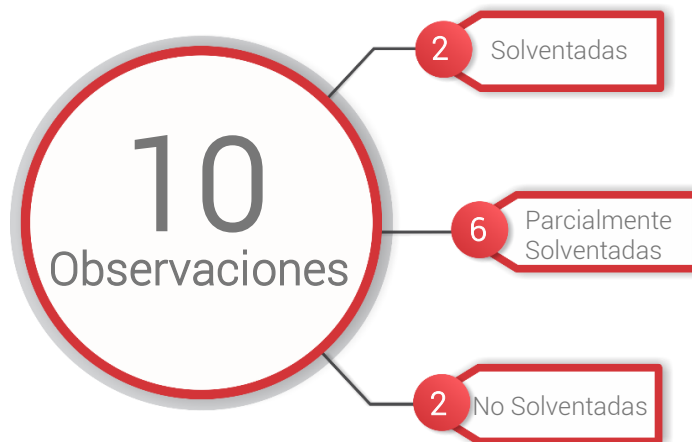 10
Observaciones
2
Solventadas
6
Parcialmente
Solventadas
2
No Solventadas